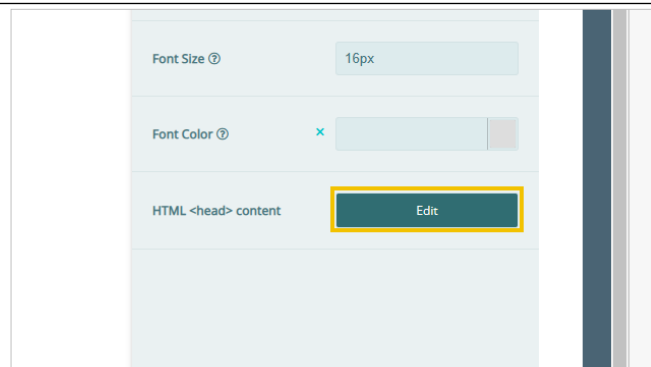 Font Size ?
16px
Font Color ?
×
HTML <head> content
Edit